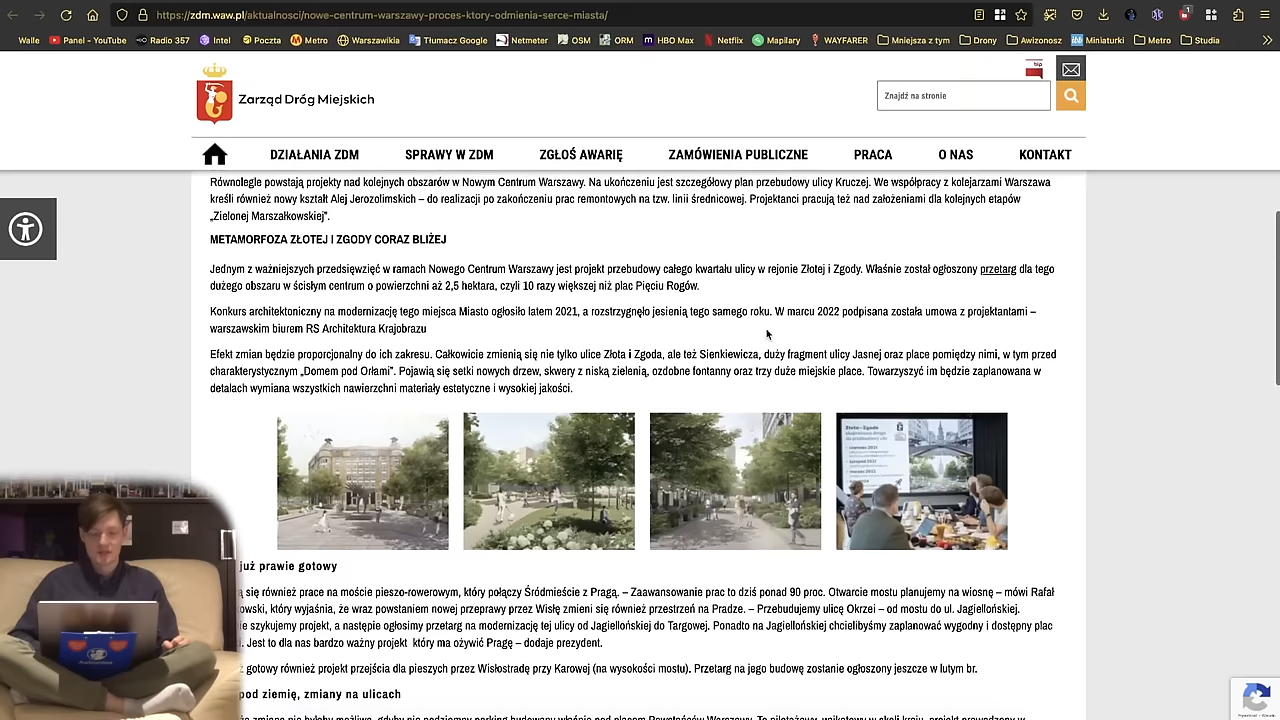 https://zdm.waw.pl/aktualnosci/nowe-centrum-warszawy-proces-ktory-odmienia-serce-miasta/
Walle Panel - YouTube Radio 357 Intel Poczta Metro Warszawikia Tłumacz Google Netmeter OSM ORM HBO Max Netflix Mapilary WAYFARER Mniejsza z tym Drony Awizonosz Miniaturki Metro Studia
bip
Zarząd Dróg Miejskich
Znajdź na stronie
DZIAŁANIA ZDM SPRAWY W ZDM ZGŁOŚ AWARIĘ ZAMÓWIENIA PUBLICZNE PRACA O NAS KONTAKT
Równolegle powstają projekty nad kolejnych obszarów w Nowym Centrum Warszawy. Na ukończeniu jest szczegółowy plan przebudowy ulicy Kruczej. We współpracy z kolejarzami Warszawa
kreśli również nowy kształt Alej Jerozolimskich – do realizacji po zakończeniu prac remontowych na tzw. linii średnicowej. Projektanci pracują też nad założeniami dla kolejnych etapów
„Zielonej Marszałkowskiej”.
METAMORFOZA ZŁOTEJ I ZGODY CORAZ BLIŻEJ
Jednym z ważniejszych przedsięwzięć w ramach Nowego Centrum Warszawy jest projekt przebudowy całego kwartału ulicy w rejonie Złotej i Zgody. Właśnie został ogłoszony przetarg dla tego
dużego obszaru w ścisłym centrum o powierzchni aż 2,5 hektara, czyli 10 razy większej niż plac Pięciu Rogów.
Konkurs architektoniczny na modernizację tego miejsca Miasto ogłosiło latem 2021, a rozstrzygnęło jesienią tego samego roku. W marcu 2022 podpisana została umowa z projektantami –
warszawskim biurem RS Architektura Krajobrazu
Efekt zmian będzie proporcjonalny do ich zakresu. Całkowicie zmienią się nie tylko ulice Złota i Zgoda, ale też Sienkiewicza, duży fragment ulicy Jasnej oraz place pomiędzy nimi, w tym przed
charakterystycznym „Domem pod Orłami”. Pojawią się setki nowych drzew, skwery z niską zielenią, ozdobne fontanny oraz trzy duże miejskie place. Towarzyszyć im będzie zaplanowana w
detalach wymiana wszystkich nawierzchni materiały estetyczne i wysokiej jakości.
Złota–Zgoda
już prawie gotowy
się również prace na moście pieszo-rowerowym, który połączy Śródmieście z Pragą. – Zaawansowanie prac to dziś ponad 90 proc. Otwarcie mostu planujemy na wiosnę – mówi Rafał
owski, który wyjaśnia, że wraz powstaniem nowej przeprawy przez Wisłę zmieni się również przestrzeń na Pradze. – Przebudujemy ulicę Okrzei – od mostu do ul. Jagiellońskiej.
ie szykujemy projekt, a następie ogłosimy przetarg na modernizację tej ulicy od Jagiellońskiej do Targowej. Ponadto na Jagiellońskiej chcielibyśmy zaplanować wygodny i dostępny plac
. Jest to dla nas bardzo ważny projekt który ma ożywić Pragę – dodaje prezydent.
gotowy również projekt przejścia dla pieszych przez Wisłostradę przy Karowej (na wysokości mostu). Przetarg na jego budowę zostanie ogłoszony jeszcze w lutym br.
pod ziemię, zmiany na ulicach